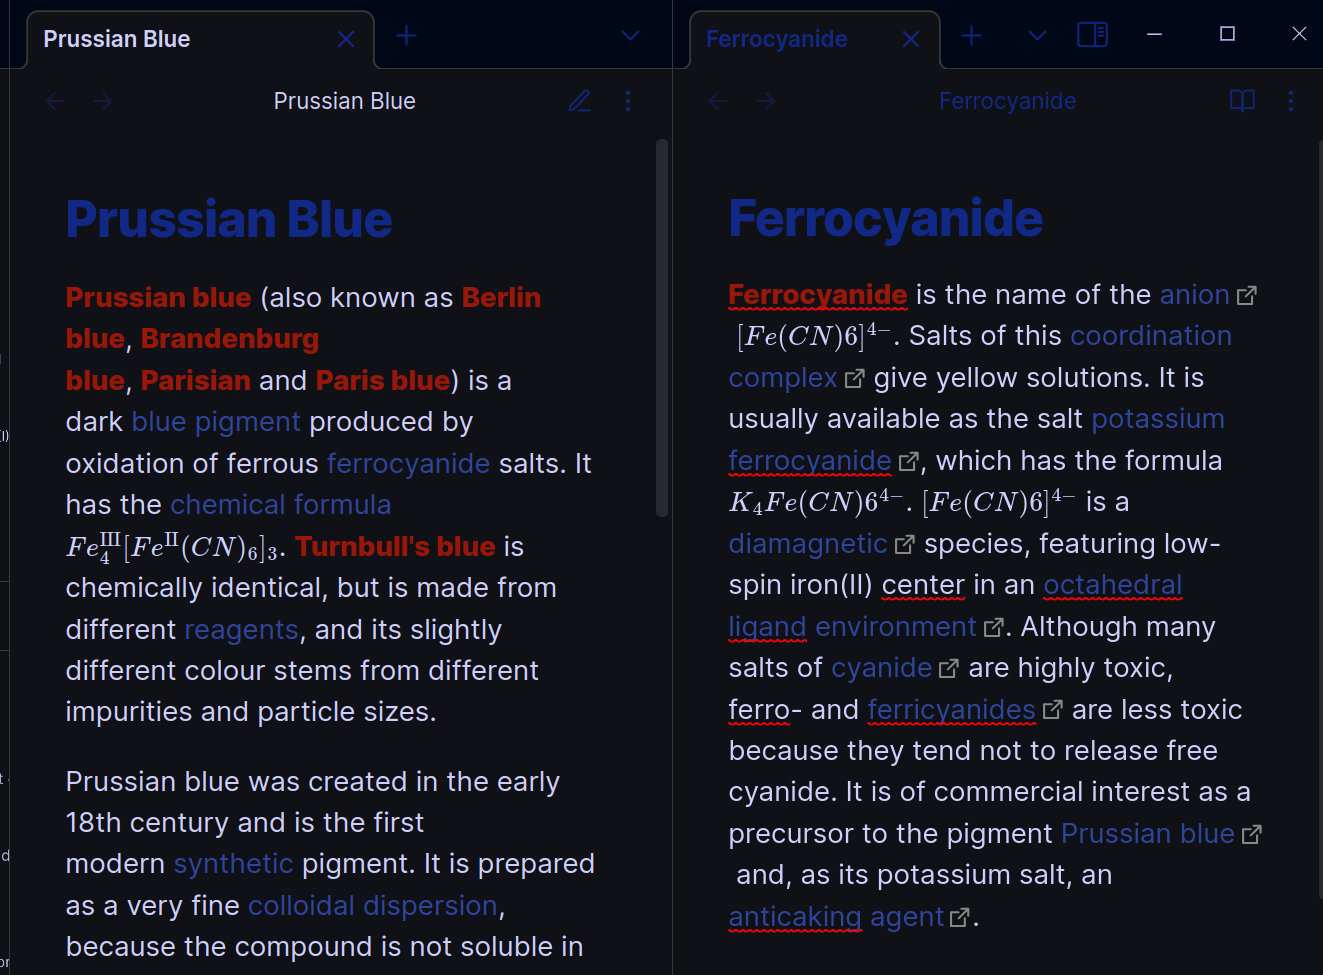 Prussian Blue
Ferrocyanide
Prussian Blue
Ferrocyanide
Prussian Blue
Prussian blue (also known as Berlin
blue, Brandenburg
blue, Parisian and Paris blue) is a
dark blue pigment produced by
oxidation of ferrous ferrocyanide salts. It
has the chemical formula
Fe₄ᴵᴵᴵ[Feᴵᴵ(CN)₆]₃. Turnbull's blue is
chemically identical, but is made from
different reagents, and its slightly
different colour stems from different
impurities and particle sizes.
Prussian blue was created in the early
18th century and is the first
modern synthetic pigment. It is prepared
as a very fine colloidal dispersion,
because the compound is not soluble in
Ferrocyanide
Ferrocyanide is the name of the anion
[Fe(CN)6]⁴⁻. Salts of this coordination
complex give yellow solutions. It is
usually available as the salt potassium
ferrocyanide, which has the formula
K₄Fe(CN)6⁴⁻. [Fe(CN)6]⁴⁻ is a
diamagnetic species, featuring low-
spin iron(II) center in an octahedral
ligand environment. Although many
salts of cyanide are highly toxic,
ferro- and ferricyanides are less toxic
because they tend not to release free
cyanide. It is of commercial interest as a
precursor to the pigment Prussian blue
and, as its potassium salt, an
anticaking agent.